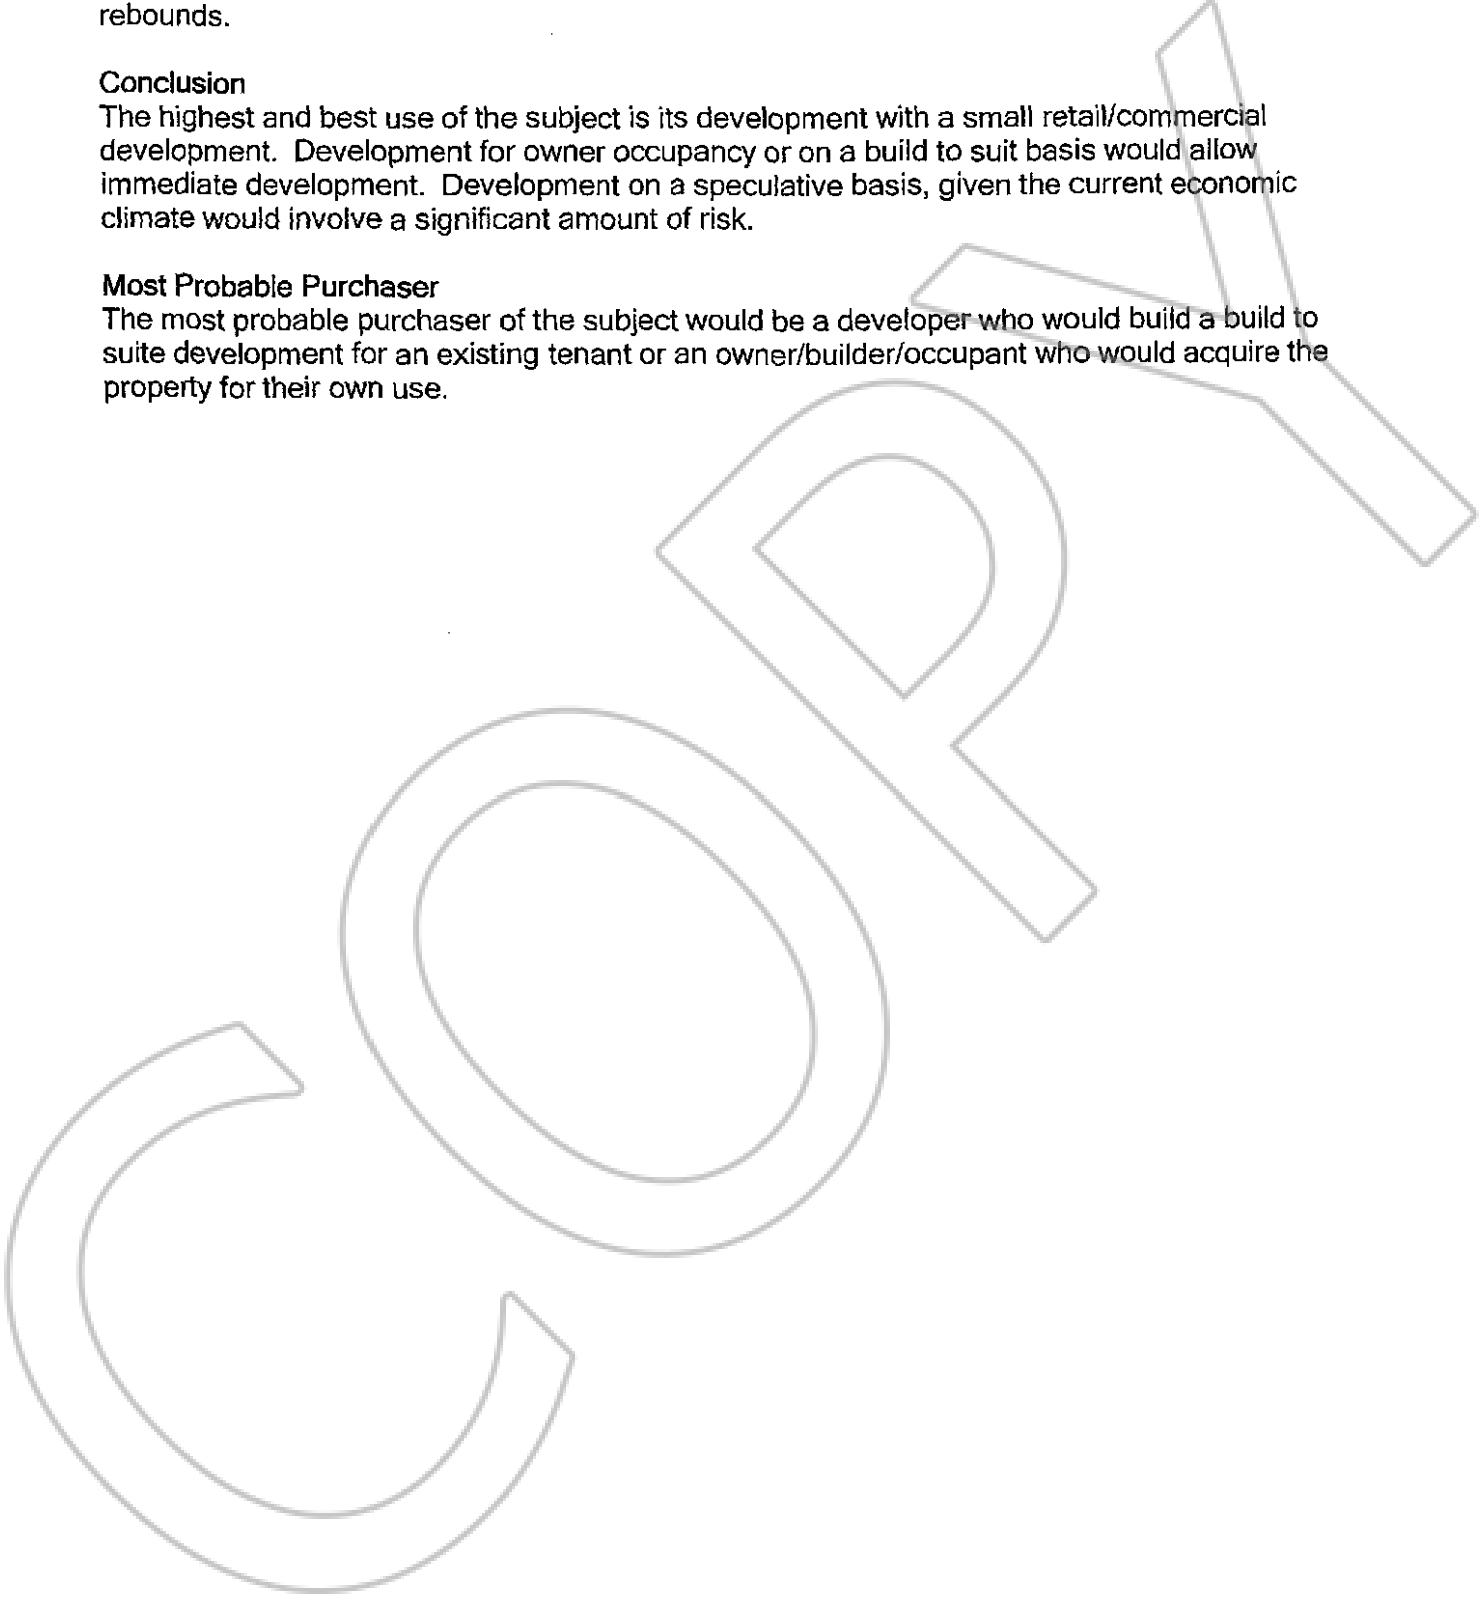 rebounds.
Conclusion
The highest and best use of the subject is its development with a small retail/commercial
development.  Development for owner occupancy or on a build to suit basis would allow
immediate development.  Development on a speculative basis, given the current economic
climate would involve a significant amount of risk.
Most Probable Purchaser
The most probable purchaser of the subject would be a developer who would build a build to
suite development for an existing tenant or an owner/builder/occupant who would acquire the
property for their own use.
COPY